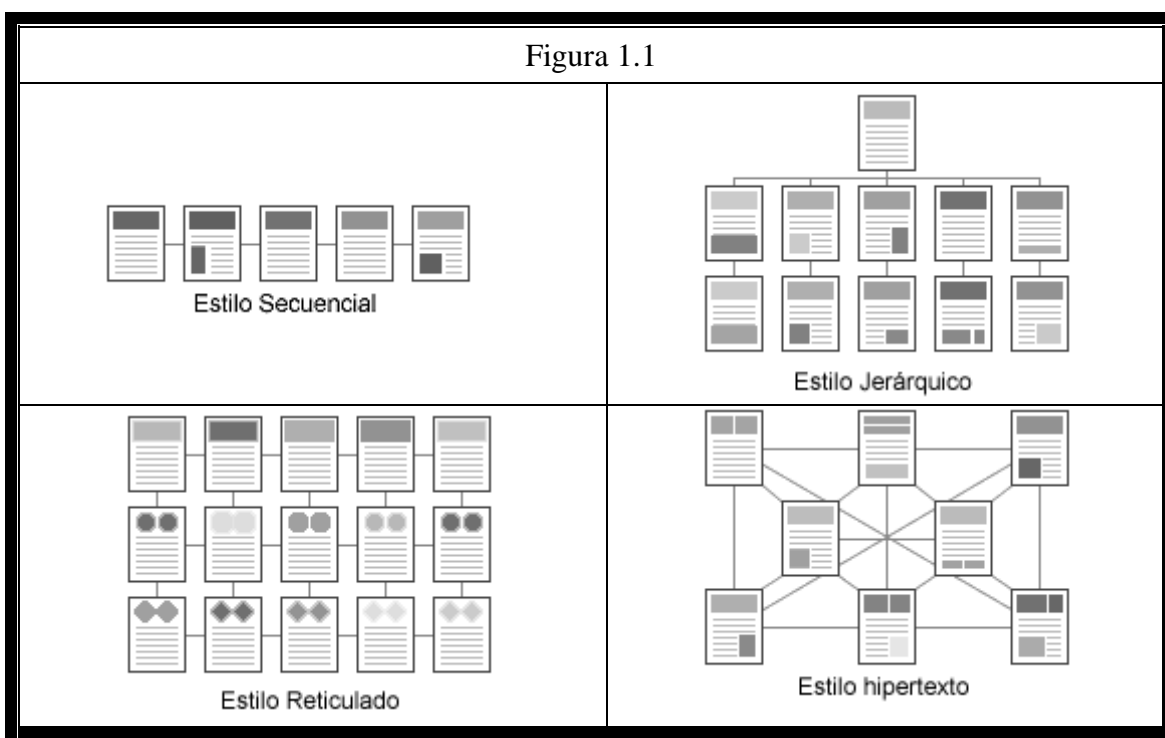 Figura 1.1
Estilo Secuencial
Estilo Jerárquico
Estilo Reticulado
Estilo hipertexto